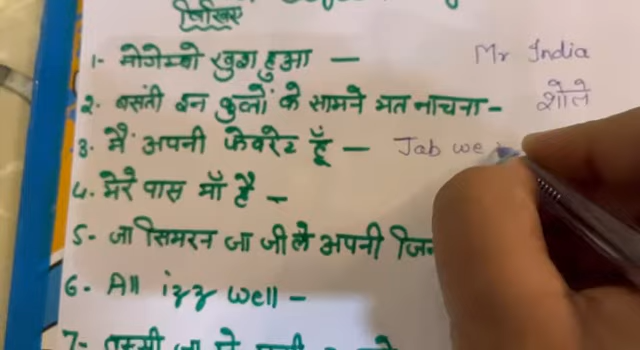 लिखिए
1- मोगेम्बो खुश हुआ — Mr India
2. बसंती इन कुत्तों के सामने मत नाचना- शोले
3. मैं अपनी फेवरेट हूँ — Jab we
4. मेरे पास माँ है -
5- जा सिमरन जा जी ले अपनी जिन
6- All izz well -
7-